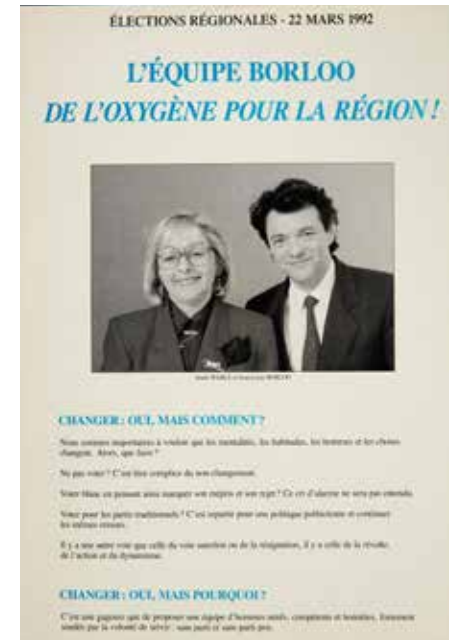 ÉLECTIONS RÉGIONALES - 22 MARS 1992
L'ÉQUIPE BORLOO
DE L'OXYGÈNE POUR LA RÉGION !
et Jean-Louis BORLOO
CHANGER : OUI, MAIS COMMENT ?
Nous sommes majoritaires à vouloir que les mentalités, les habitudes, les hommes et les choses
changent. Alors, que faire ?
Ne pas voter ? C'est être complice du non-changement.
Voter blanc en pensant ainsi marquer son mépris et son rejet ? Ce cri d'alarme ne sera pas entendu.
Voter pour les partis traditionnels ? C'est repartir pour une politique politicienne et continuer
les mêmes erreurs.
Il y a une autre voie que celle du vote sanction ou de la résignation, il y a celle de la révolte,
de l'action et du dynamisme.
CHANGER : OUI, MAIS POURQUOI ?
C'est une gageure que de proposer une équipe d'hommes neufs, compétents et honnêtes, fortement
soudés par la volonté de servir : sans parti et sans parti pris.